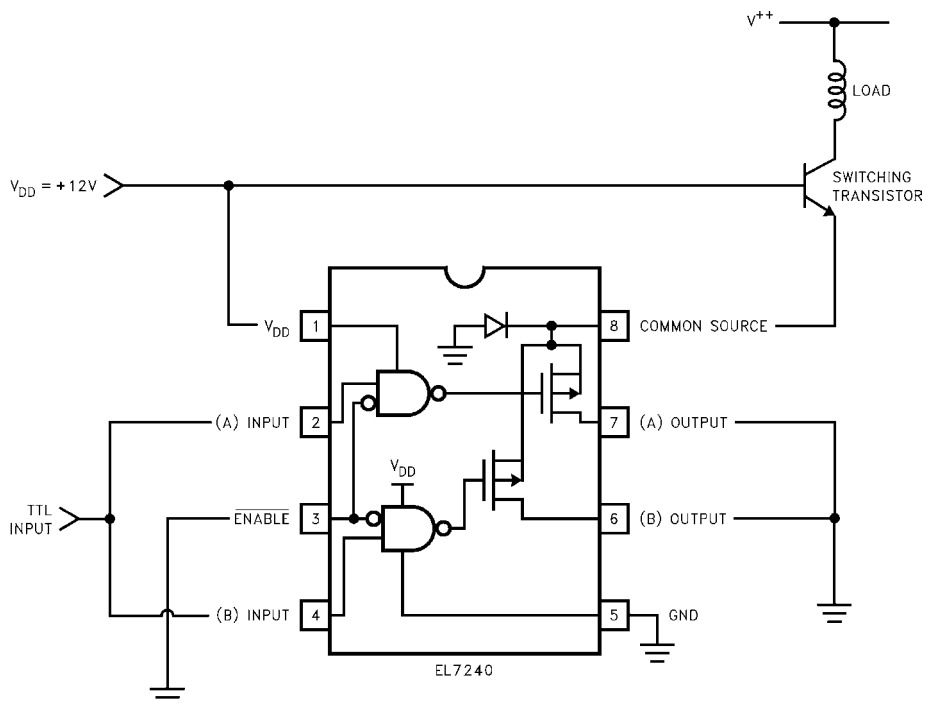 V++
LOAD
VDD = +12V
SWITCHING
TRANSISTOR
VDD 1
8 COMMON SOURCE
(A) INPUT 2
7 (A) OUTPUT
VDD
TTL
INPUT
ENABLE 3
6 (B) OUTPUT
(B) INPUT 4
5 GND
EL7240